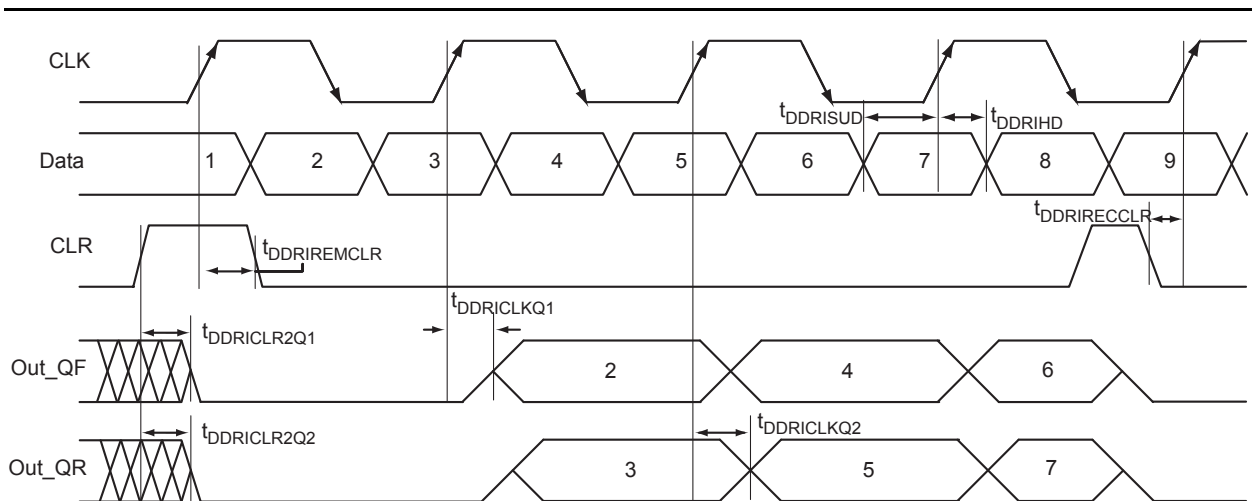 CLK
tDDRISUD
tDDRIHD
Data
1 2 3 4 5 6 7 8 9
tDDRIRECCLR
CLR
tDDRIREMCLR
tDDRICLKQ1
tDDRICLR2Q1
Out_QF
2 4 6
tDDRICLR2Q2
tDDRICLKQ2
Out_QR
3 5 7